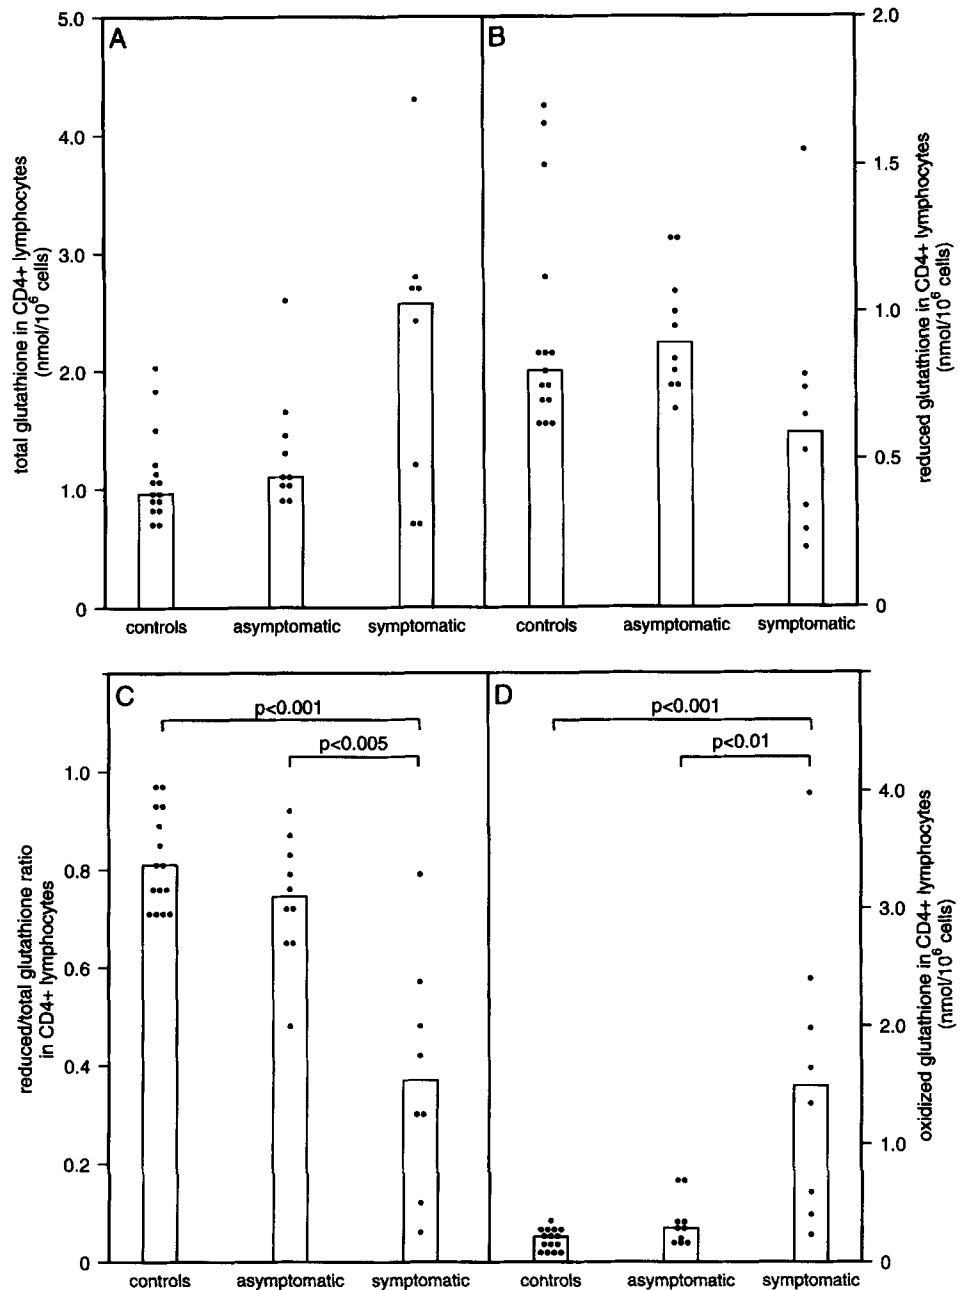 A
B
5.0
4.0
3.0
2.0
1.0
0
total glutathione in CD4+ lymphocytes
(nmol/10⁶ cells)
2.0
1.5
1.0
0.5
0
reduced glutathione in CD4+ lymphocytes
(nmol/10⁶ cells)
controls
asymptomatic
symptomatic
controls
asymptomatic
symptomatic
C
D
p<0.001
p<0.005
p<0.001
p<0.01
1.0
0.8
0.6
0.4
0.2
0
reduced/total glutathione ratio
in CD4+ lymphocytes
4.0
3.0
2.0
1.0
0
oxidized glutathione in CD4+ lymphocytes
(nmol/10⁶ cells)
controls
asymptomatic
symptomatic
controls
asymptomatic
symptomatic